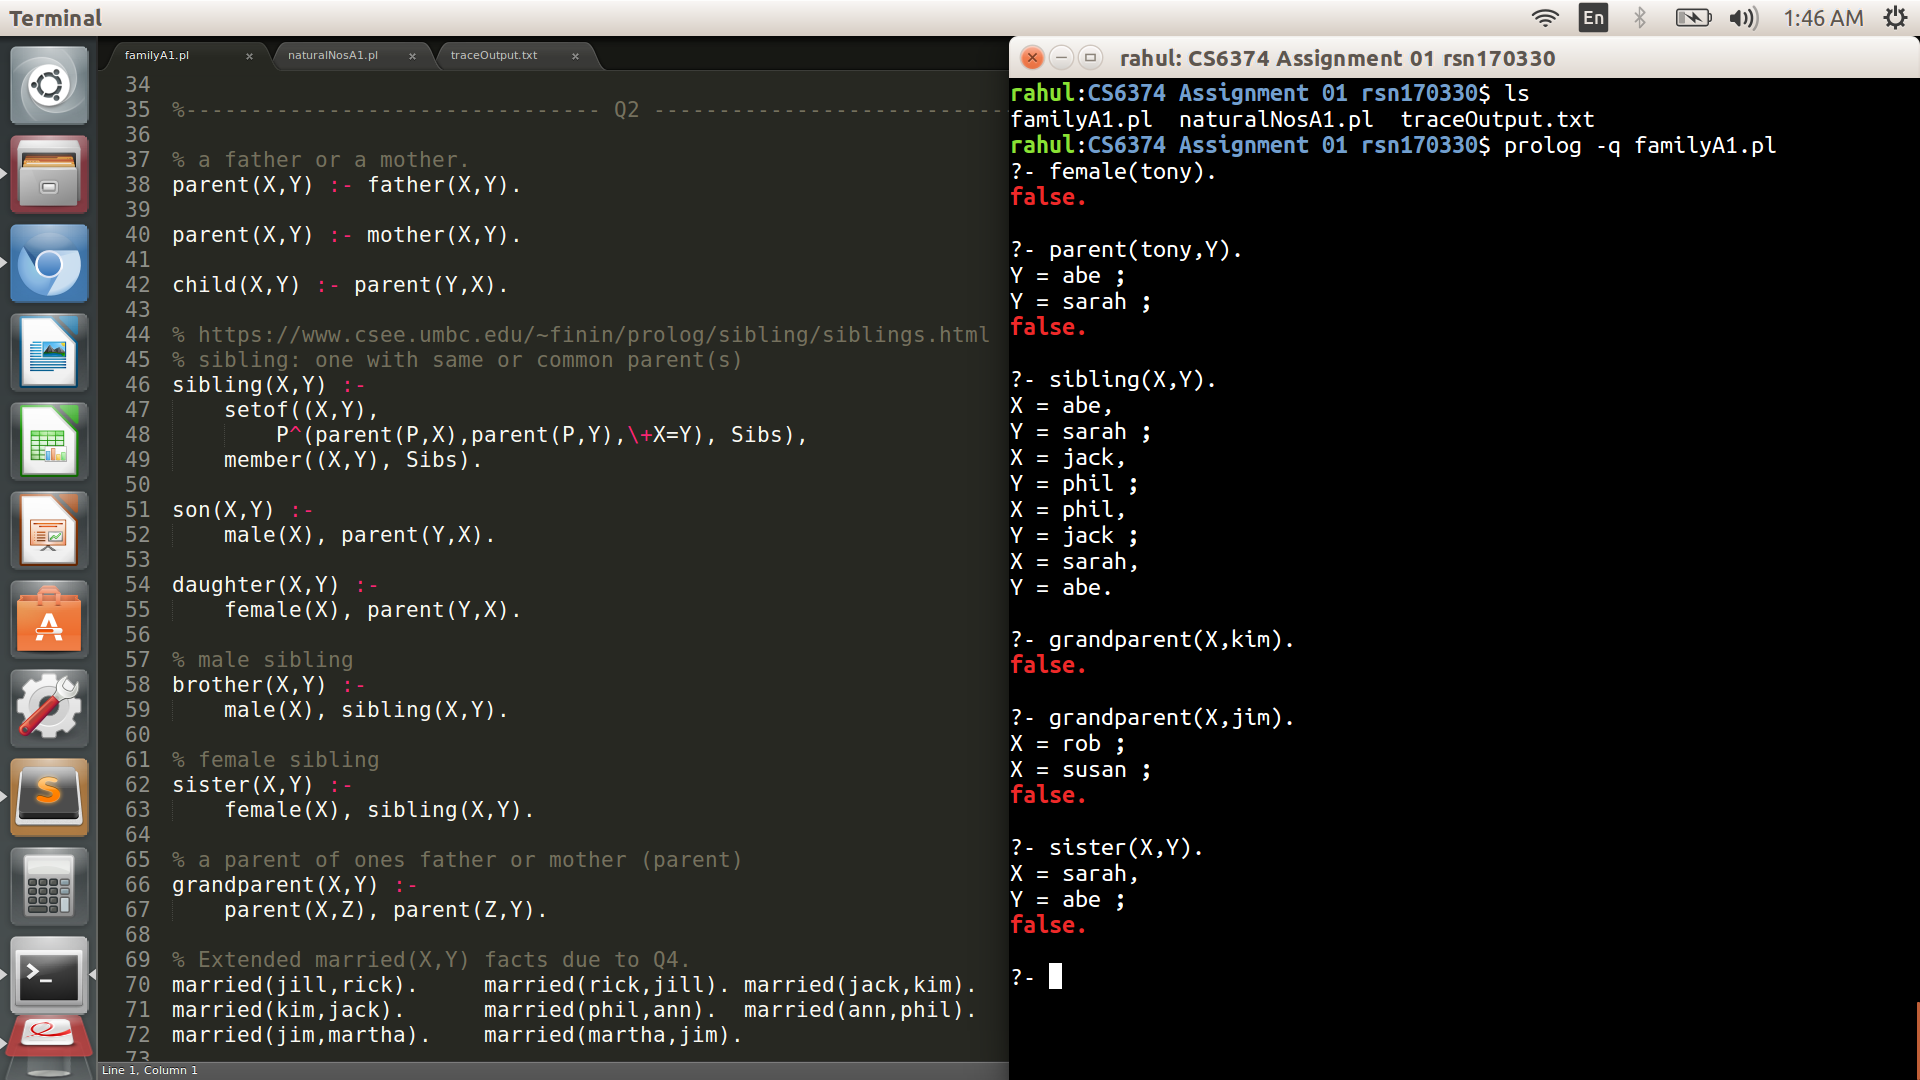 Terminal
En
1:46 AM
familyA1.pl × naturalNosA1.pl × traceOutput.txt ×
34
35 %-------------------------------- Q2 ---------------------------
36
37 % a father or a mother.
38 parent(X,Y) :- father(X,Y).
39
40 parent(X,Y) :- mother(X,Y).
41
42 child(X,Y) :- parent(Y,X).
43
44 % https://www.csee.umbc.edu/~finin/prolog/sibling/siblings.html
45 % sibling: one with same or common parent(s)
46 sibling(X,Y) :-
47     setof((X,Y),
48         P^(parent(P,X),parent(P,Y),\+X=Y), Sibs),
49     member((X,Y), Sibs).
50
51 son(X,Y) :-
52     male(X), parent(Y,X).
53
54 daughter(X,Y) :-
55     female(X), parent(Y,X).
56
57 % male sibling
58 brother(X,Y) :-
59     male(X), sibling(X,Y).
60
61 % female sibling
62 sister(X,Y) :-
63     female(X), sibling(X,Y).
64
65 % a parent of ones father or mother (parent)
66 grandparent(X,Y) :-
67     parent(X,Z), parent(Z,Y).
68
69 % Extended married(X,Y) facts due to Q4.
70 married(jill,rick).     married(rick,jill). married(jack,kim).
71 married(kim,jack).      married(phil,ann).  married(ann,phil).
72 married(jim,martha).    married(martha,jim).
73
Line 1, Column 1
rahul: CS6374 Assignment 01 rsn170330
rahul:CS6374 Assignment 01 rsn170330$ ls
familyA1.pl  naturalNosA1.pl  traceOutput.txt
rahul:CS6374 Assignment 01 rsn170330$ prolog -q familyA1.pl
?- female(tony).
false.
?- parent(tony,Y).
Y = abe ;
Y = sarah ;
false.
?- sibling(X,Y).
X = abe,
Y = sarah ;
X = jack,
Y = phil ;
X = phil,
Y = jack ;
X = sarah,
Y = abe.
?- grandparent(X,kim).
false.
?- grandparent(X,jim).
X = rob ;
X = susan ;
false.
?- sister(X,Y).
X = sarah,
Y = abe ;
false.
?-